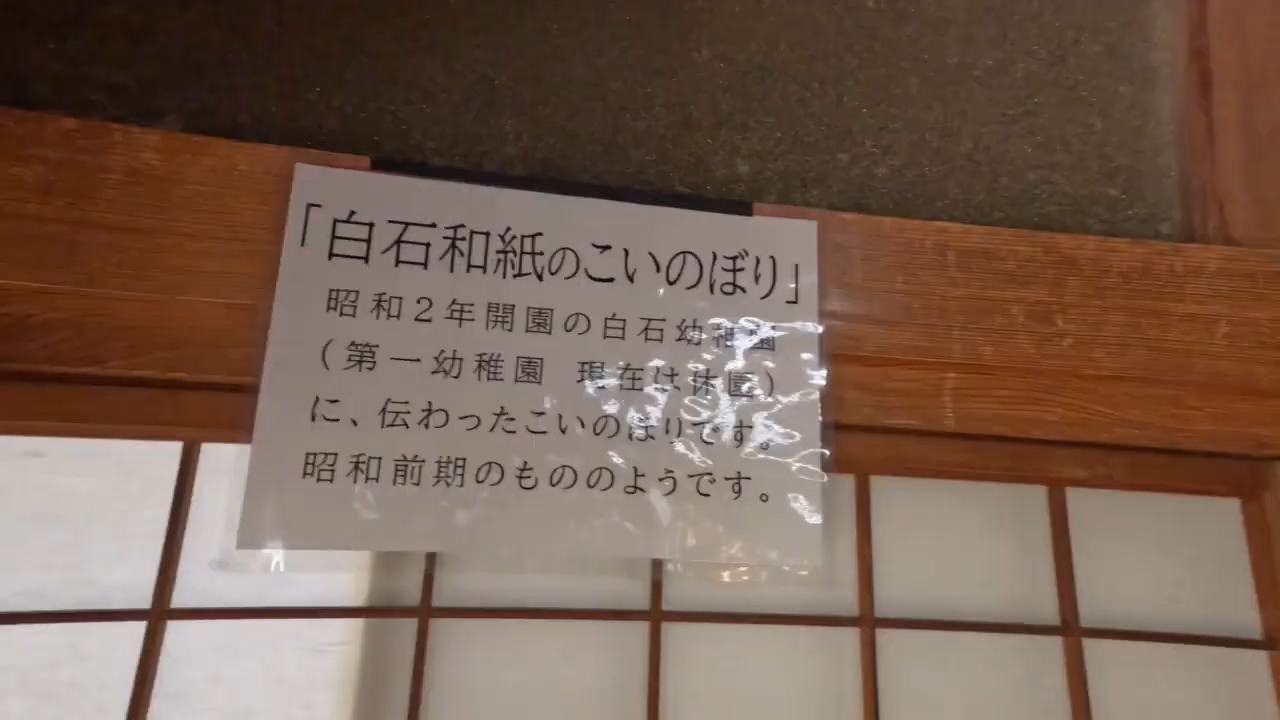 「白石和紙のこいのぼり」
昭和2年開園の白石幼稚園
(第一幼稚園 現在は休園)
に、伝わったこいのぼりです。
昭和前期のもののようです。